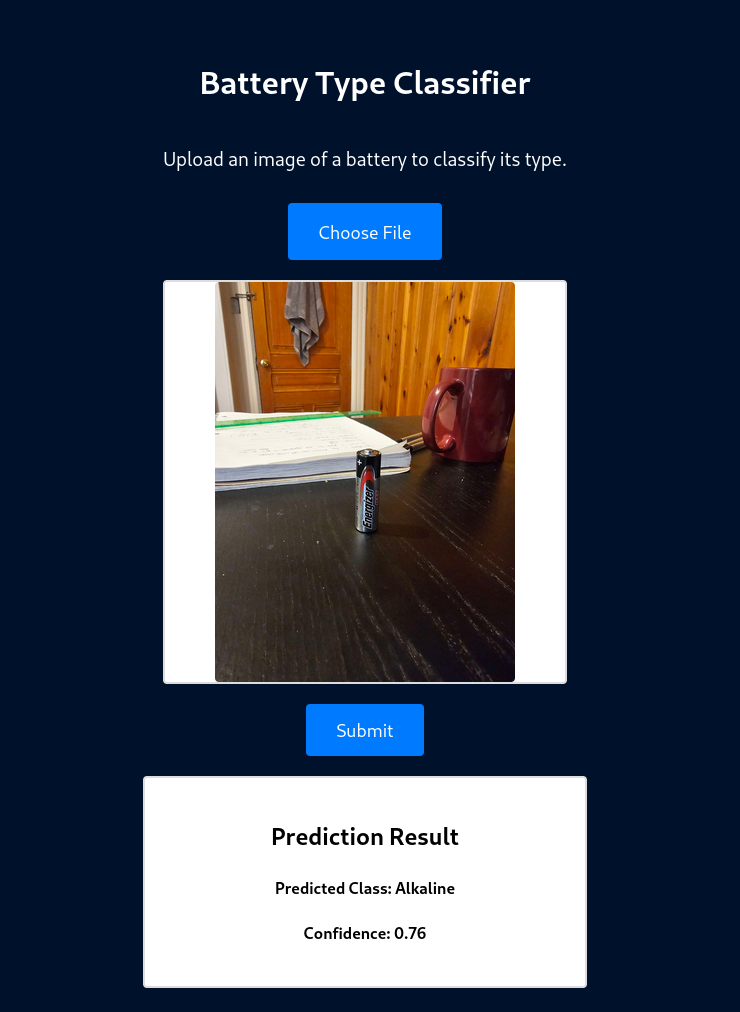 Battery Type Classifier
Upload an image of a battery to classify its type.
Choose File
+
Energizer
Submit
Prediction Result
Predicted Class: Alkaline
Confidence: 0.76